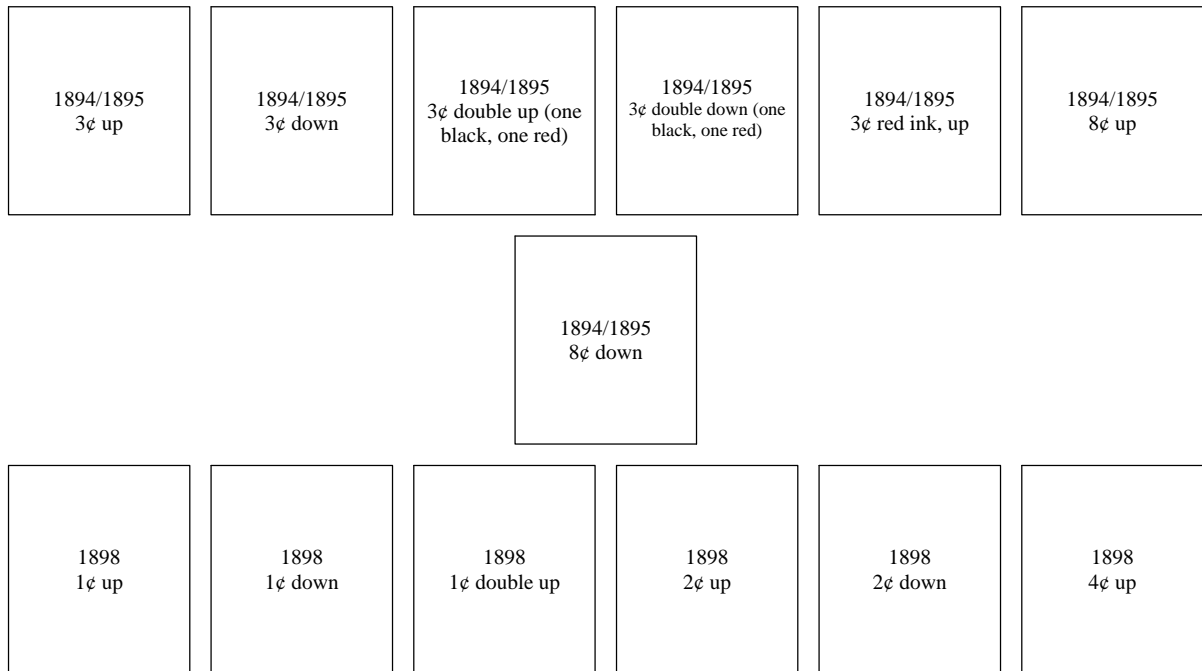 1894/1895
3¢ up
1894/1895
3¢ down
1894/1895
3¢ double up (one
black, one red)
1894/1895
3¢ double down (one
black, one red)
1894/1895
3¢ red ink, up
1894/1895
8¢ up
1894/1895
8¢ down
1898
1¢ up
1898
1¢ down
1898
1¢ double up
1898
2¢ up
1898
2¢ down
1898
4¢ up